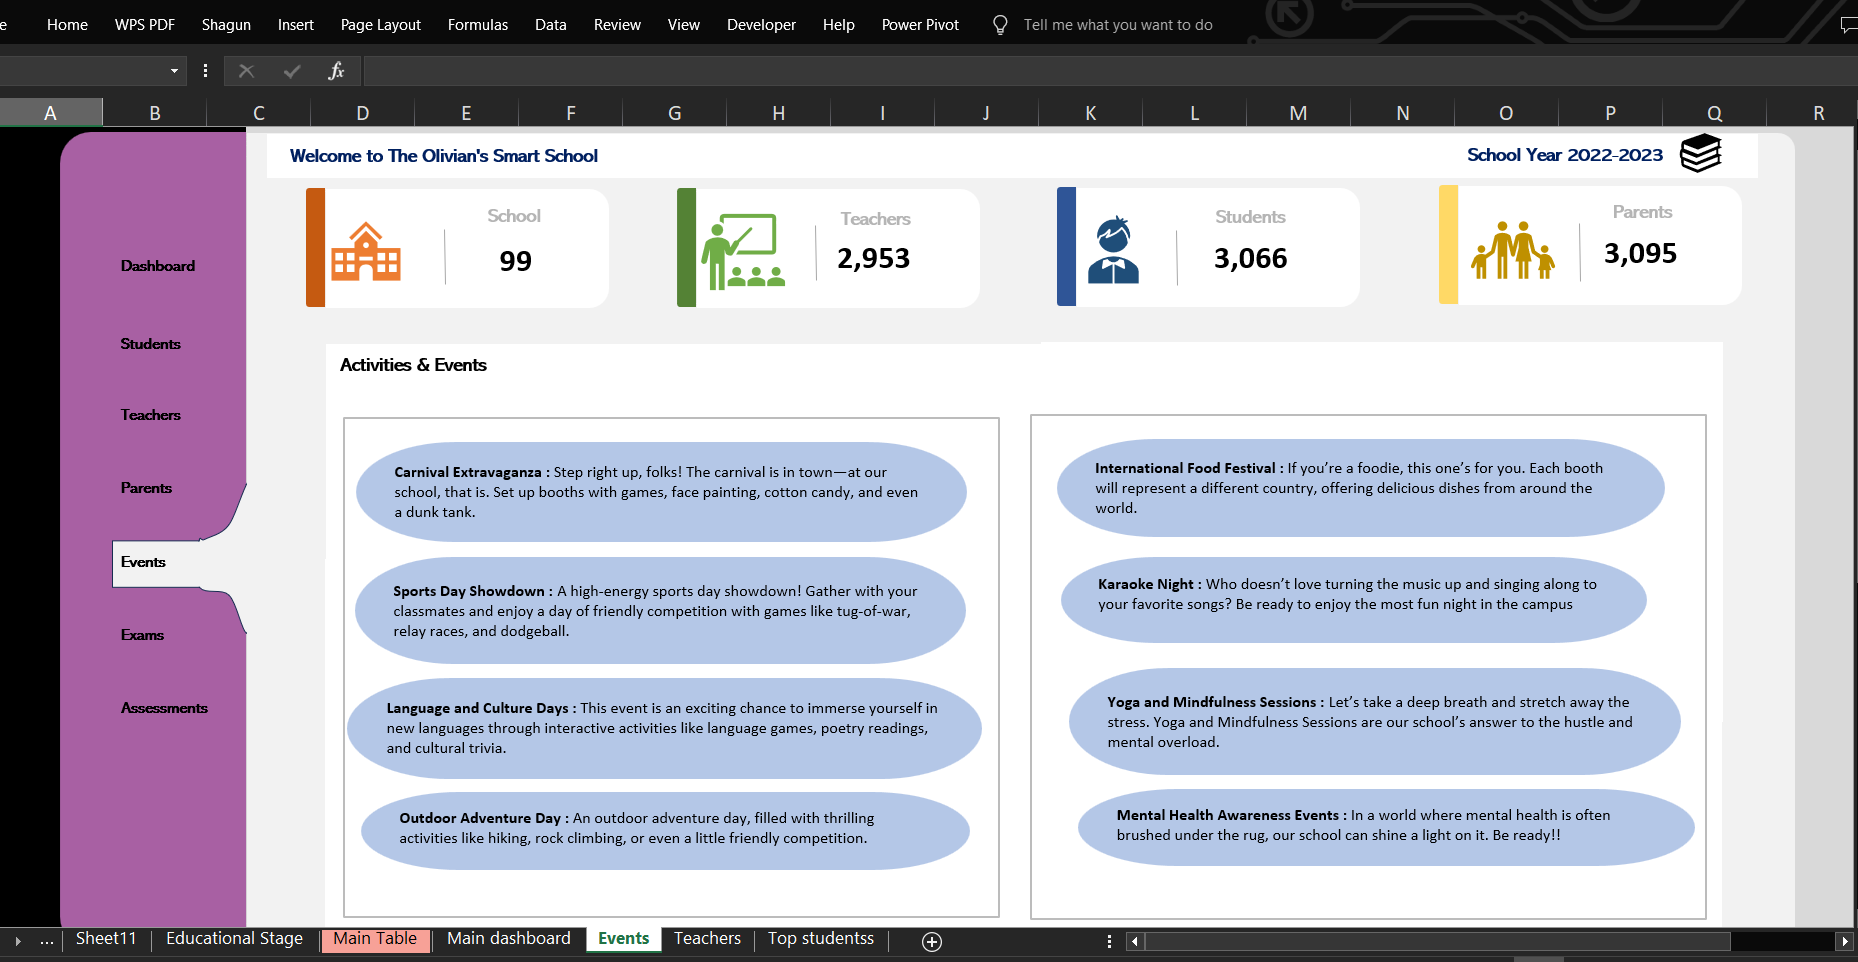 e Home WPS PDF Shagun Insert Page Layout Formulas Data Review View Developer Help Power Pivot Tell me what you want to do
fx
A B C D E F G H I J K L M N O P Q R
Welcome to The Olivian's Smart School
School Year 2022-2023
School
99
Teachers
2,953
Students
3,066
Parents
3,095
Dashboard
Students
Teachers
Parents
Events
Exams
Assessments
Activities & Events
Carnival Extravaganza : Step right up, folks! The carnival is in town—at our
school, that is. Set up booths with games, face painting, cotton candy, and even
a dunk tank.
Sports Day Showdown : A high-energy sports day showdown! Gather with your
classmates and enjoy a day of friendly competition with games like tug-of-war,
relay races, and dodgeball.
Language and Culture Days : This event is an exciting chance to immerse yourself in
new languages through interactive activities like language games, poetry readings,
and cultural trivia.
Outdoor Adventure Day : An outdoor adventure day, filled with thrilling
activities like hiking, rock climbing, or even a little friendly competition.
International Food Festival : If you’re a foodie, this one’s for you. Each booth
will represent a different country, offering delicious dishes from around the
world.
Karaoke Night : Who doesn’t love turning the music up and singing along to
your favorite songs? Be ready to enjoy the most fun night in the campus
Yoga and Mindfulness Sessions : Let’s take a deep breath and stretch away the
stress. Yoga and Mindfulness Sessions are our school’s answer to the hustle and
mental overload.
Mental Health Awareness Events : In a world where mental health is often
brushed under the rug, our school can shine a light on it. Be ready!!
... Sheet11 Educational Stage Main Table Main dashboard Events Teachers Top studentss